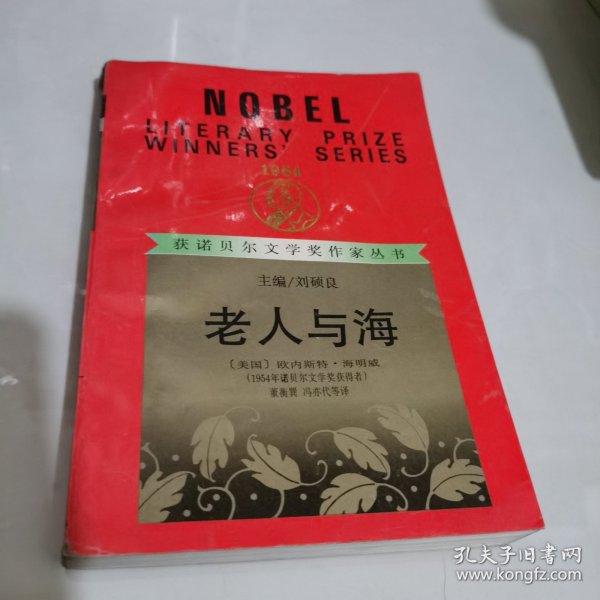 NOBEL
LITERARY PRIZE
WINNERS' SERIES
1954
获诺贝尔文学奖作家丛书
主编/刘硕良
老人与海
〔美国〕欧内斯特·海明威
(1954年诺贝尔文学奖获得者)
董衡巽 冯亦代等译
孔夫子旧书网
www.kongfz.com